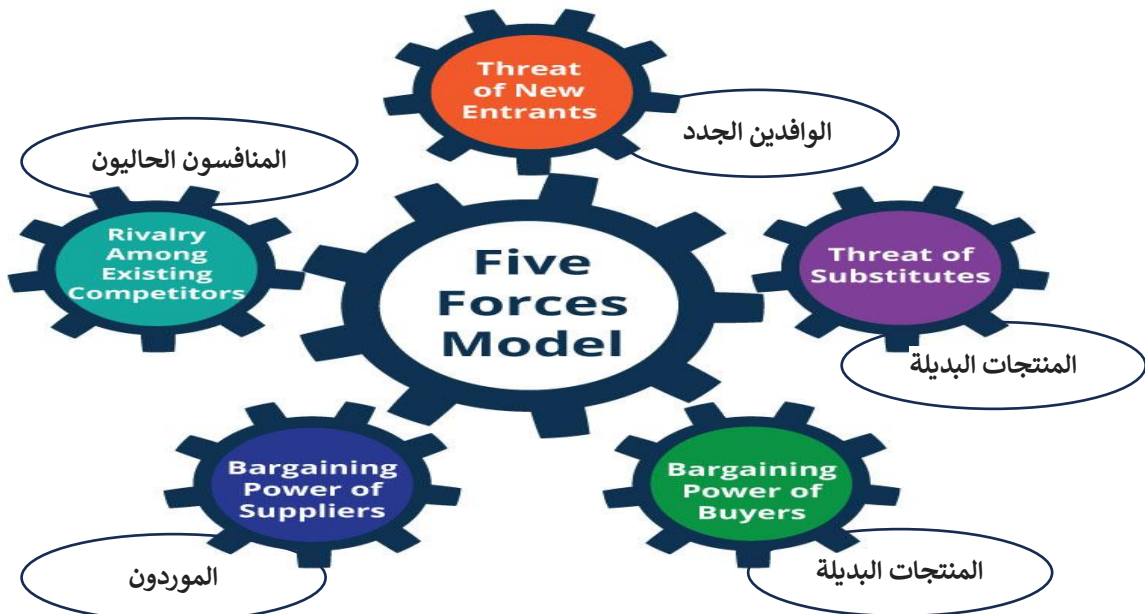 Threat
of New
Entrants
الوافدين الجدد
المنافسون الحاليون
Rivalry
Among
Existing
Competitors
Five
Forces
Model
Threat of
Substitutes
المنتجات البديلة
Bargaining
Power of
Suppliers
الموردون
Bargaining
Power of
Buyers
المنتجات البديلة